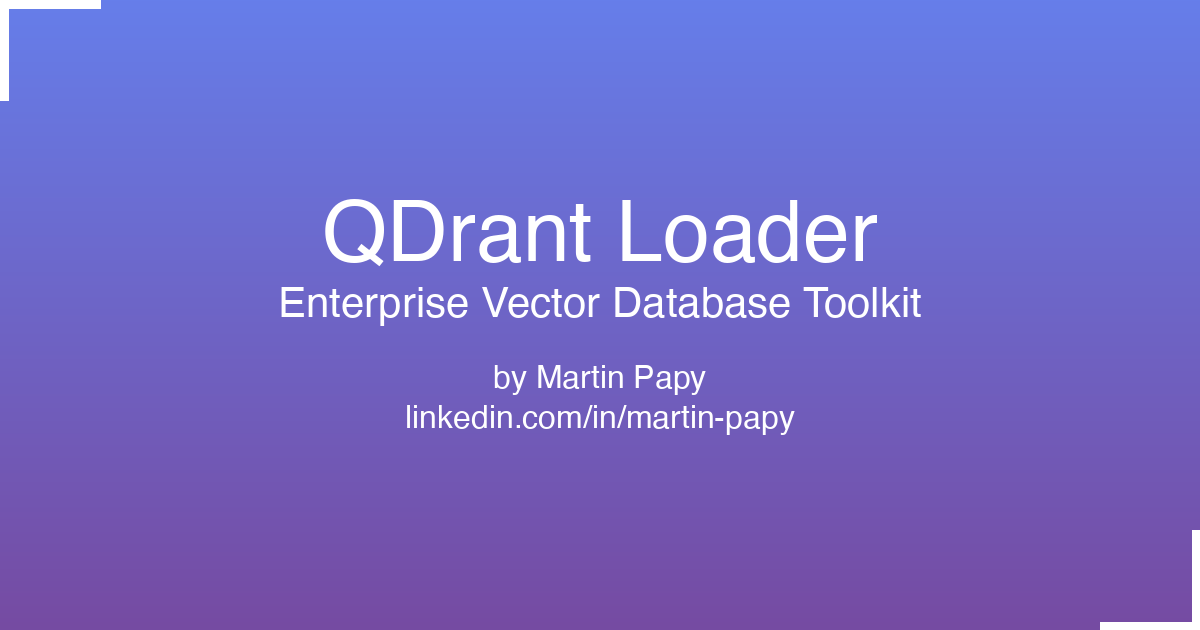 QDrant Loader
Enterprise Vector Database Toolkit
by Martin Papy
linkedin.com/in/martin-papy